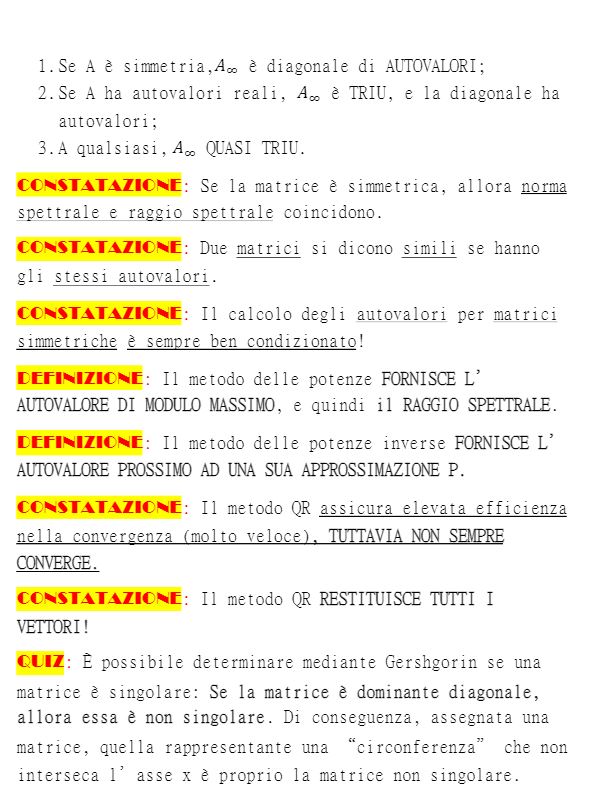 1. Se A è simmetria, A∞ è diagonale di AUTOVALORI;
2. Se A ha autovalori reali, A∞ è TRIU, e la diagonale ha
autovalori;
3. A qualsiasi, A∞ QUASI TRIU.
CONSTATAZIONE: Se la matrice è simmetrica, allora norma
spettrale e raggio spettrale coincidono.
CONSTATAZIONE: Due matrici si dicono simili se hanno
gli stessi autovalori.
CONSTATAZIONE: Il calcolo degli autovalori per matrici
simmetriche è sempre ben condizionato!
DEFINIZIONE: Il metodo delle potenze FORNISCE L'
AUTOVALORE DI MODULO MASSIMO, e quindi il RAGGIO SPETTRALE.
DEFINIZIONE: Il metodo delle potenze inverse FORNISCE L'
AUTOVALORE PROSSIMO AD UNA SUA APPROSSIMAZIONE P.
CONSTATAZIONE: Il metodo QR assicura elevata efficienza
nella convergenza (molto veloce), TUTTAVIA NON SEMPRE
CONVERGE.
CONSTATAZIONE: Il metodo QR RESTITUISCE TUTTI I
VETTORI!
QUIZ: È possibile determinare mediante Gershgorin se una
matrice è singolare: Se la matrice è dominante diagonale,
allora essa è non singolare. Di conseguenza, assegnata una
matrice, quella rappresentante una “circonferenza” che non
interseca l' asse x è proprio la matrice non singolare.